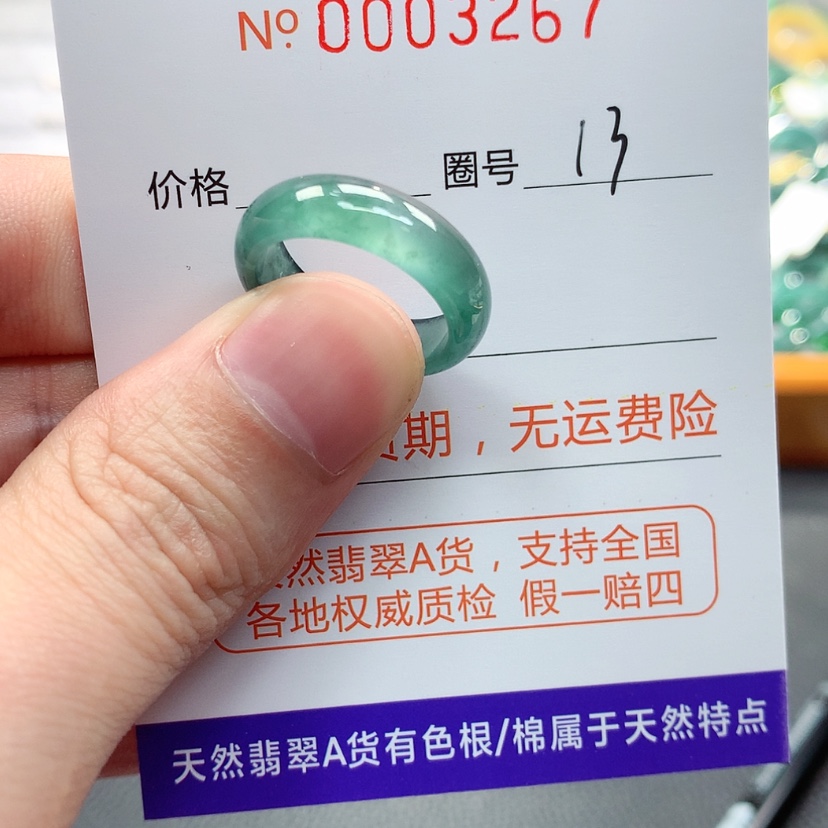 № 0003267
价格 圈号 13
期，无运费险
然翡翠A货，支持全国
各地权威质检 假一赔四
天然翡翠A货有色根/棉属于天然特点